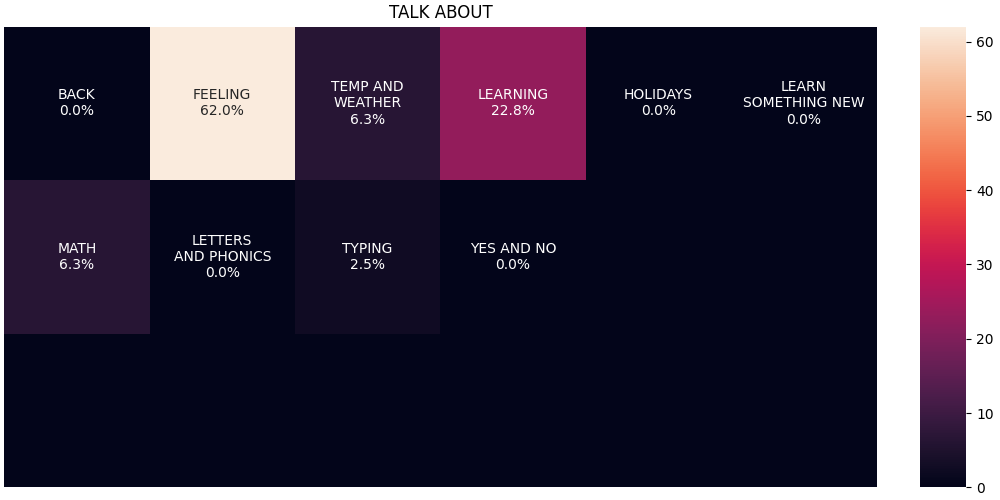 TALK ABOUT
BACK
0.0%
FEELING
62.0%
TEMP AND
WEATHER
6.3%
LEARNING
22.8%
HOLIDAYS
0.0%
LEARN
SOMETHING NEW
0.0%
MATH
6.3%
LETTERS
AND PHONICS
0.0%
TYPING
2.5%
YES AND NO
0.0%
60
50
40
30
20
10
0